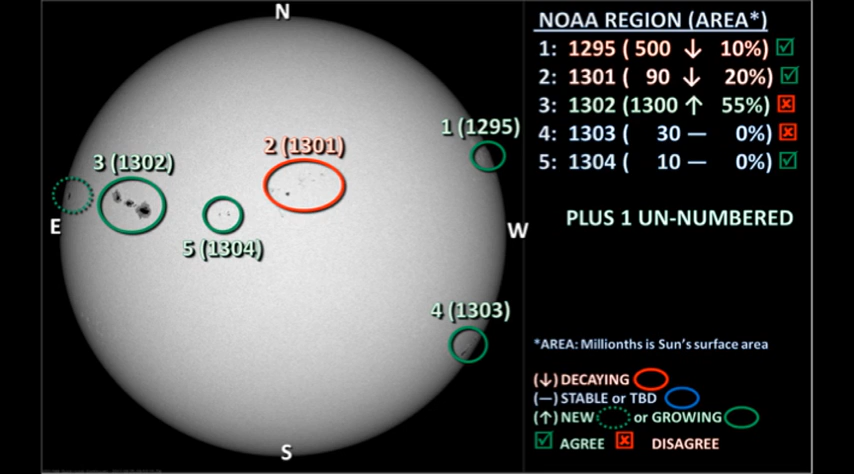 N
NOAA REGION (AREA*)
1: 1295 ( 500 ↓ 10%) ☑
2: 1301 ( 90 ↓ 20%) ☑
3: 1302 (1300 ↑ 55%) ☒
4: 1303 ( 30 — 0%) ☒
5: 1304 ( 10 — 0%) ☑
PLUS 1 UN-NUMBERED
1 (1295)
2 (1301)
3 (1302)
E
W
5 (1304)
4 (1303)
S
*AREA: Millionths is Sun's surface area
(↓) DECAYING
(—) STABLE or TBD
(↑) NEW or GROWING
☑ AGREE ☒ DISAGREE